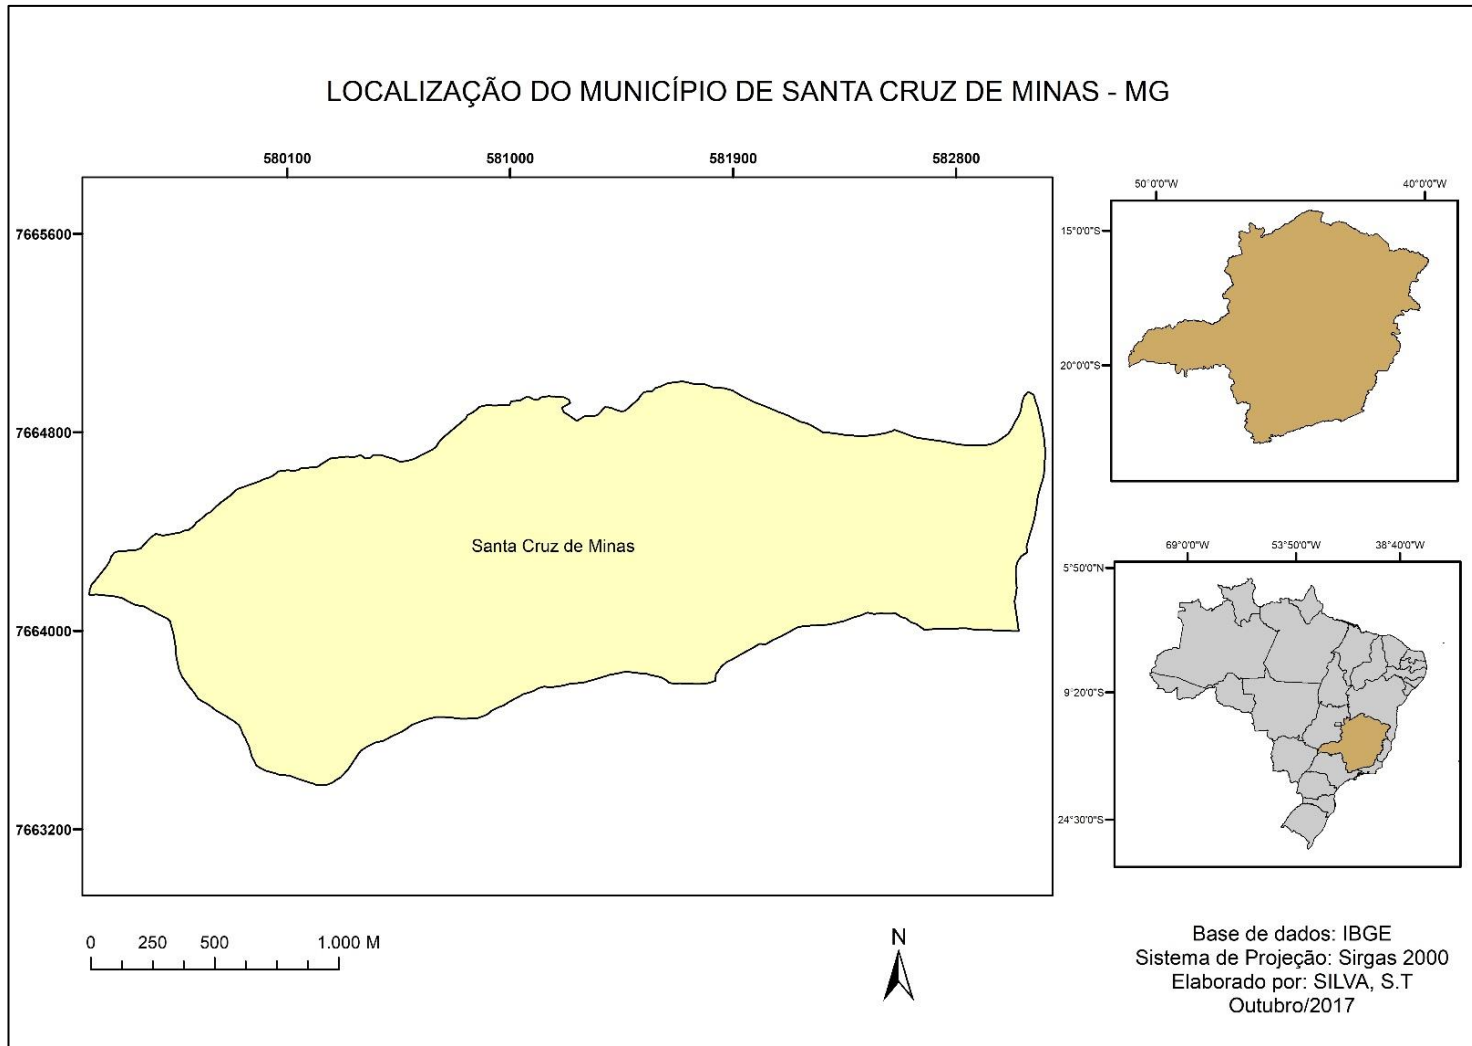 LOCALIZAÇÃO DO MUNICÍPIO DE SANTA CRUZ DE MINAS - MG
580100 581000 581900 582800
7665600
7664800
7664000
7663200
Santa Cruz de Minas
50°0'0"W 40°0'0"W
15°0'0"S
20°0'0"S
69°0'0"W 53°50'0"W 38°40'0"W
5°50'0"N
9°20'0"S
24°30'0"S
0 250 500 1.000 M
N
Base de dados: IBGE
Sistema de Projeção: Sirgas 2000
Elaborado por: SILVA, S.T
Outubro/2017